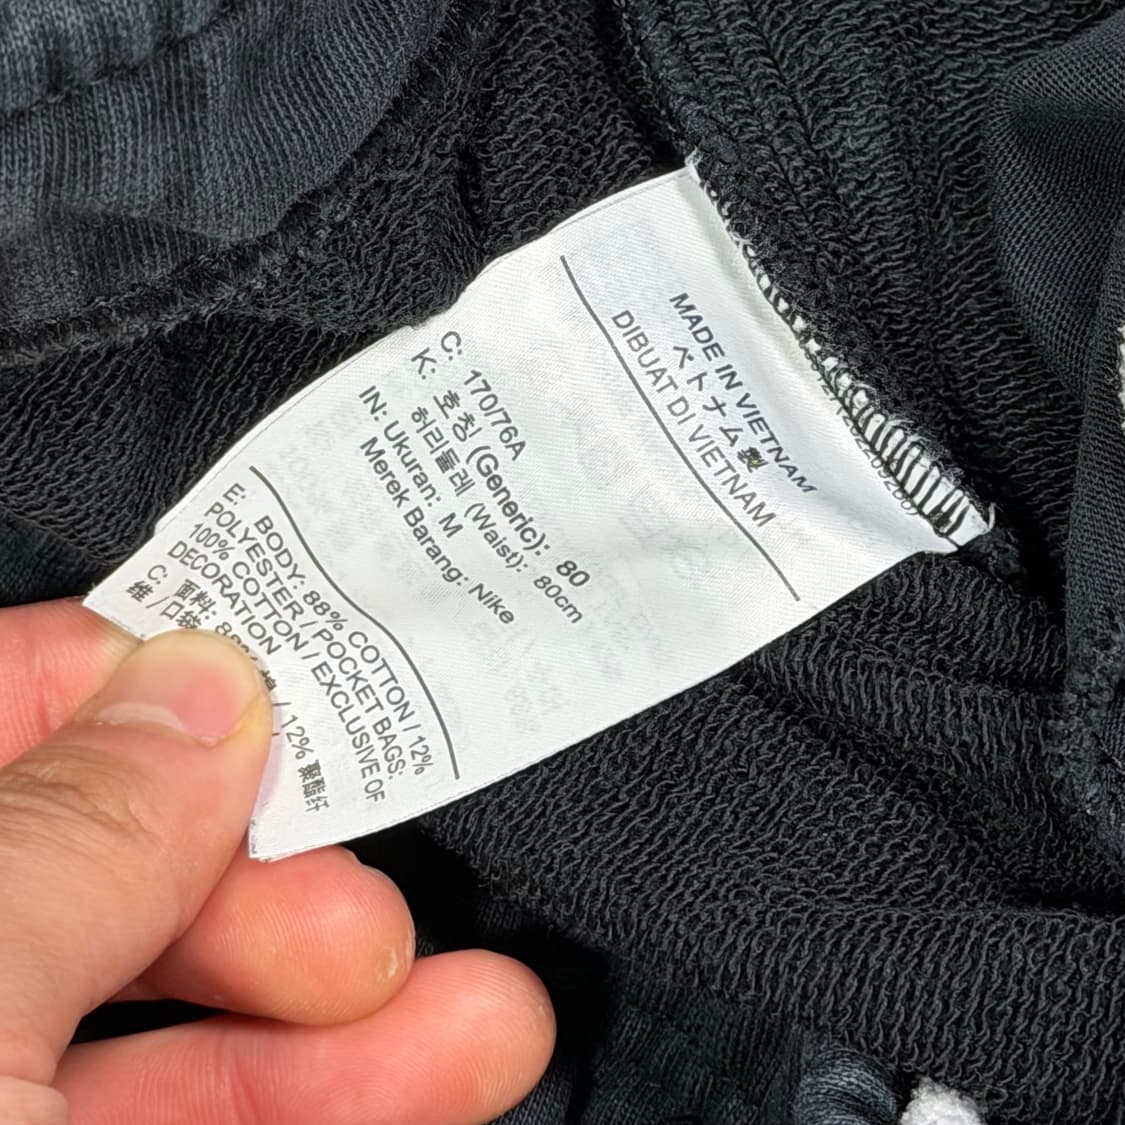 MADE IN VIETNAM
ベトナム製
DIBUAT DI VIETNAM
C: 170/76A
K: 호칭 (Generic): 80
허리둘레 (Waist): 80cm
IN: Ukuran: M
Merek Barang: Nike
E: BODY: 88% COTTON / 12%
POLYESTER / POCKET BAGS:
100% COTTON / EXCLUSIVE OF
DECORATION
C: 面料: 88% 棉 / 12% 聚酯纤
维 / 口袋